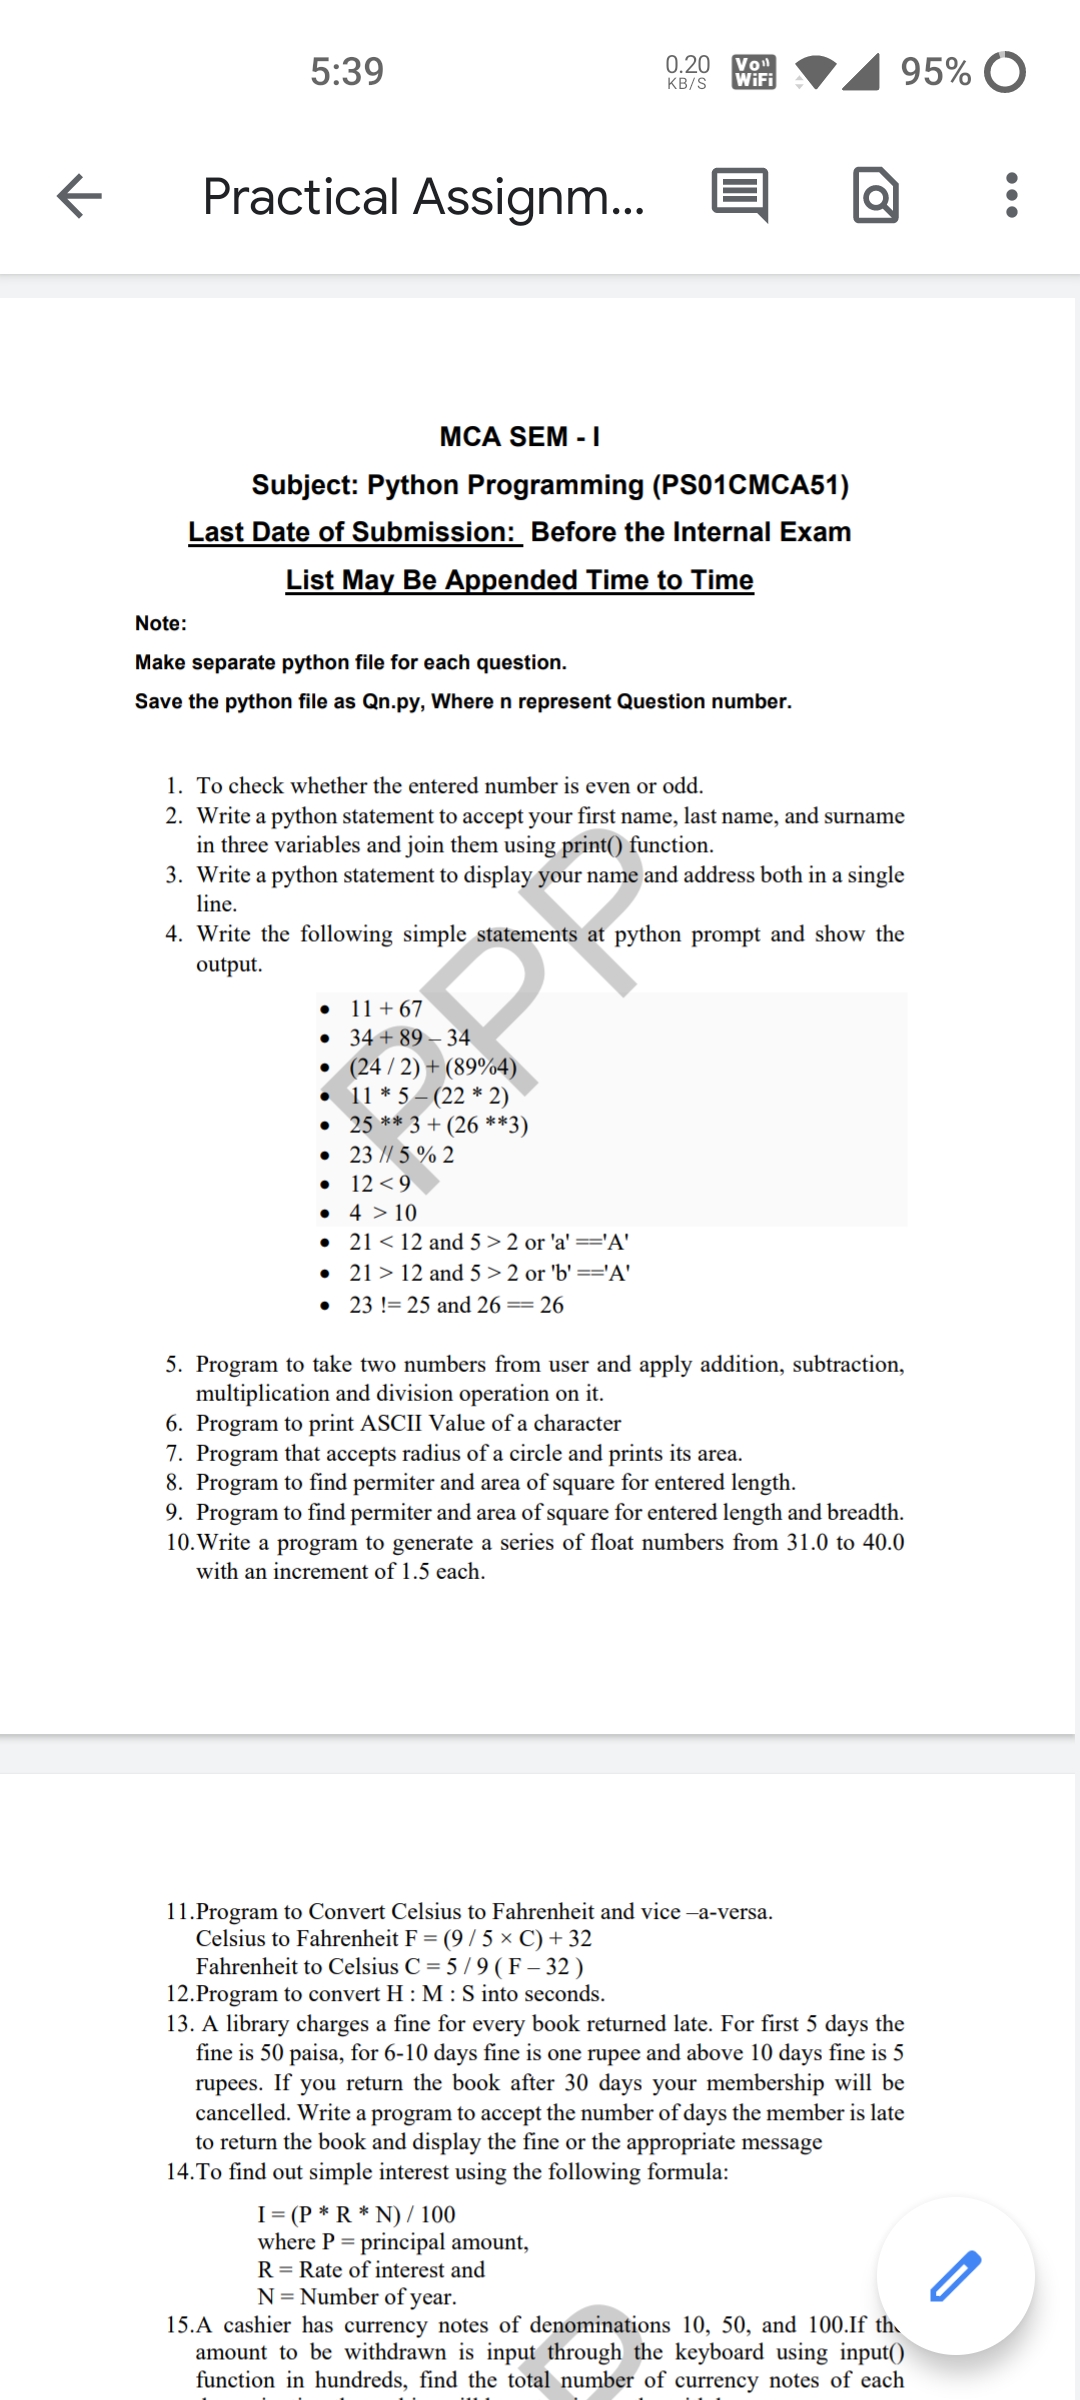 5:39
0.20
KB/S
Vo
WiFi
95%
Practical Assignm...
MCA SEM - I
Subject: Python Programming (PS01CMCA51)
Last Date of Submission:  Before the Internal Exam
List May Be Appended Time to Time
Note:
Make separate python file for each question.
Save the python file as Qn.py, Where n represent Question number.
1. To check whether the entered number is even or odd.
2. Write a python statement to accept your first name, last name, and surname
in three variables and join them using print() function.
3. Write a python statement to display your name and address both in a single
line.
4. Write the following simple statements at python prompt and show the
output.
• 11 + 67
• 34 + 89 – 34
• (24 / 2) + (89%4)
• 11 * 5 – (22 * 2)
• 25 ** 3 + (26 **3)
• 23 // 5 % 2
• 12 < 9
• 4 > 10
• 21 < 12 and 5 > 2 or 'a' =='A'
• 21 > 12 and 5 > 2 or 'b' =='A'
• 23 != 25 and 26 == 26
PPP
5. Program to take two numbers from user and apply addition, subtraction,
multiplication and division operation on it.
6. Program to print ASCII Value of a character
7. Program that accepts radius of a circle and prints its area.
8. Program to find permiter and area of square for entered length.
9. Program to find permiter and area of square for entered length and breadth.
10.Write a program to generate a series of float numbers from 31.0 to 40.0
with an increment of 1.5 each.
11.Program to Convert Celsius to Fahrenheit and vice –a-versa.
Celsius to Fahrenheit F = (9 / 5 × C) + 32
Fahrenheit to Celsius C = 5 / 9 ( F – 32 )
12.Program to convert H : M : S into seconds.
13. A library charges a fine for every book returned late. For first 5 days the
fine is 50 paisa, for 6-10 days fine is one rupee and above 10 days fine is 5
rupees. If you return the book after 30 days your membership will be
cancelled. Write a program to accept the number of days the member is late
to return the book and display the fine or the appropriate message
14.To find out simple interest using the following formula:
I = (P * R * N) / 100
where P = principal amount,
R = Rate of interest and
N = Number of year.
15.A cashier has currency notes of denominations 10, 50, and 100.If the
amount to be withdrawn is input through the keyboard using input()
function in hundreds, find the total number of currency notes of each